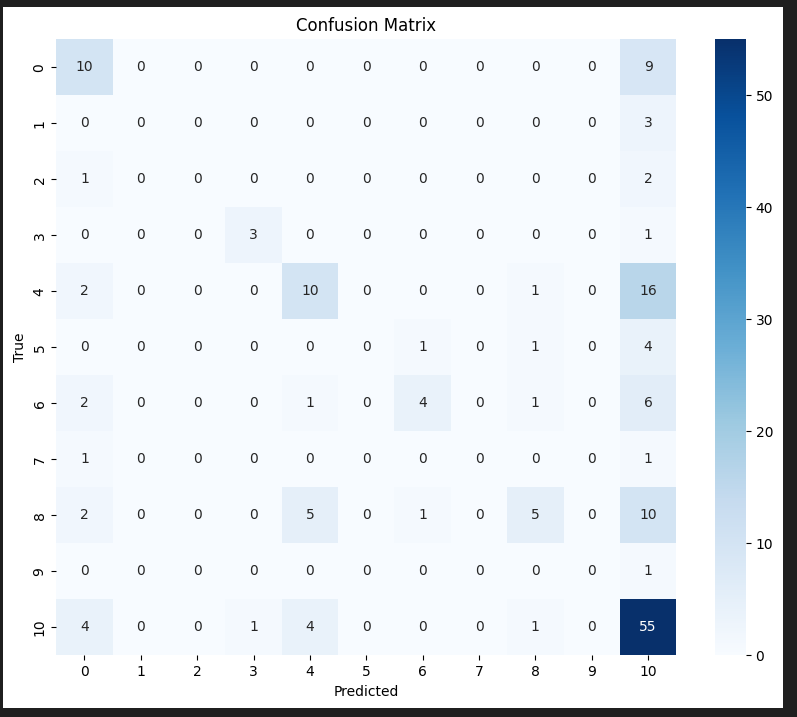 Confusion Matrix
0 10 0 0 0 0 0 0 0 0 0 9
1 0 0 0 0 0 0 0 0 0 0 3
2 1 0 0 0 0 0 0 0 0 0 2
3 0 0 0 3 0 0 0 0 0 0 1
4 2 0 0 0 10 0 0 0 1 0 16
5 0 0 0 0 0 0 1 0 1 0 4
6 2 0 0 0 1 0 4 0 1 0 6
7 1 0 0 0 0 0 0 0 0 0 1
8 2 0 0 0 5 0 1 0 5 0 10
9 0 0 0 0 0 0 0 0 0 0 1
10 4 0 0 1 4 0 0 0 1 0 55
0 1 2 3 4 5 6 7 8 9 10
True
Predicted
50
40
30
20
10
0